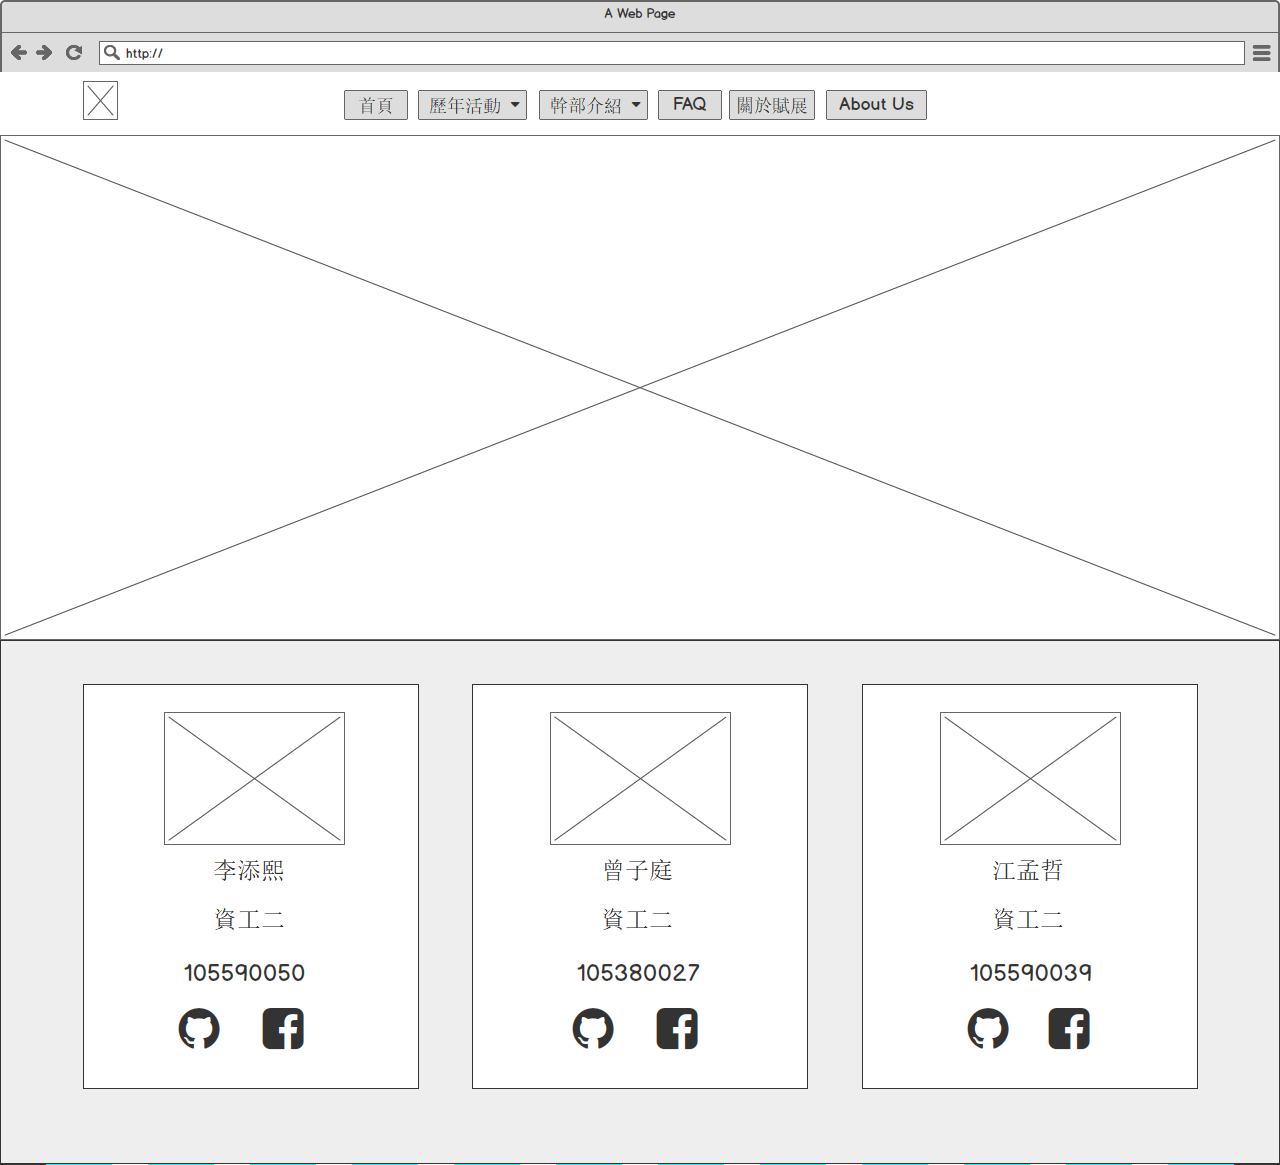 A Web Page
http://
首頁 歷年活動 幹部介紹 FAQ 關於賦展 About Us
李添熙 曾子庭 江孟哲
資工二 資工二 資工二
105590050 105380027 105590039